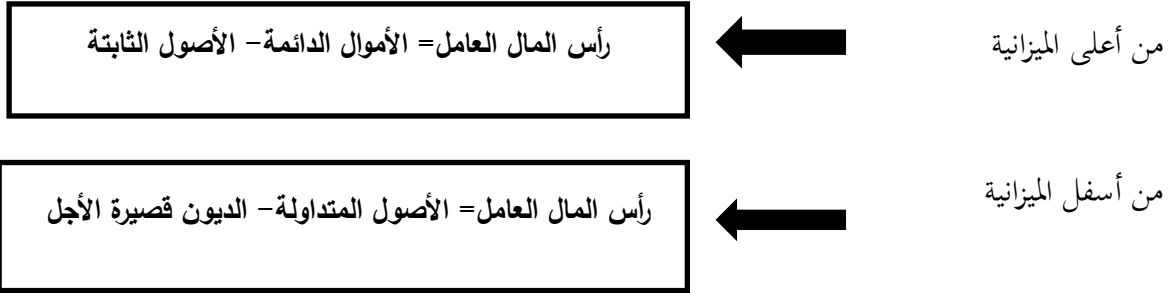 من أعلى الميزانية
رأس المال العامل= الأموال الدائمة- الأصول الثابتة
من أسفل الميزانية
رأس المال العامل= الأصول المتداولة- الديون قصيرة الأجل